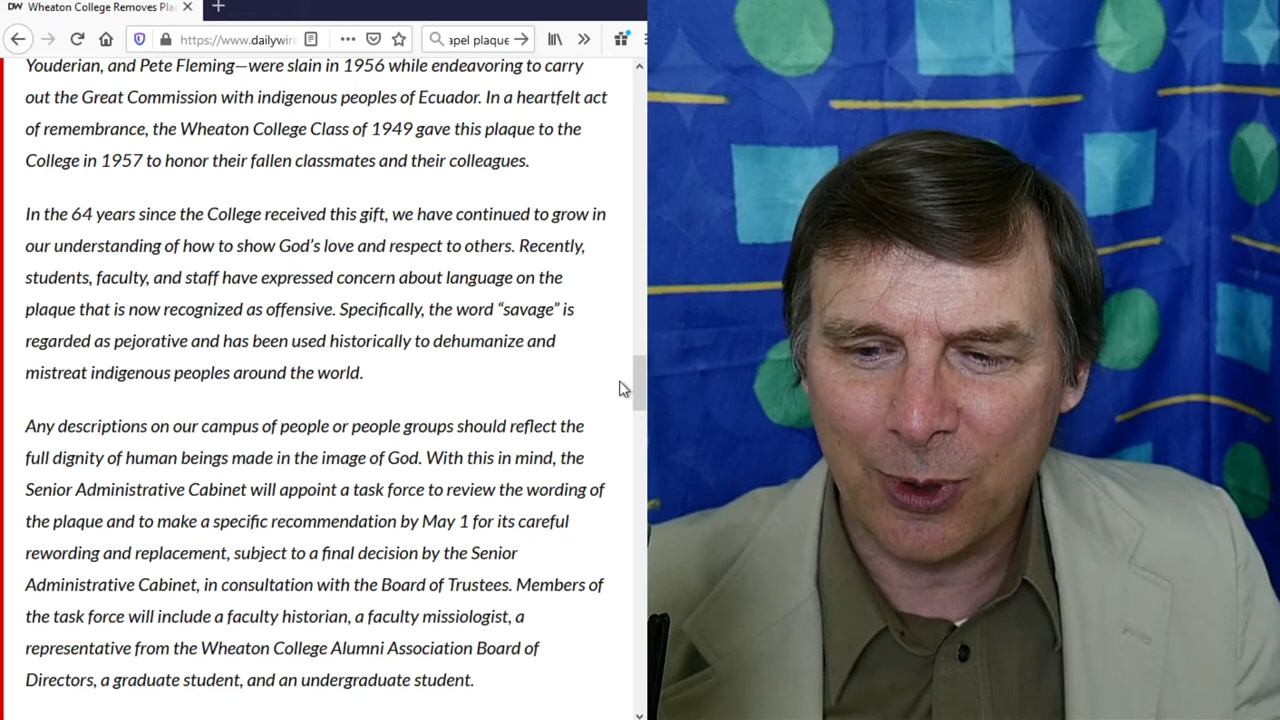 DW Wheaton College Removes Pla
https://www.dailywir
apel plaque
Youderian, and Pete Fleming—were slain in 1956 while endeavoring to carry
out the Great Commission with indigenous peoples of Ecuador. In a heartfelt act
of remembrance, the Wheaton College Class of 1949 gave this plaque to the
College in 1957 to honor their fallen classmates and their colleagues.
In the 64 years since the College received this gift, we have continued to grow in
our understanding of how to show God's love and respect to others. Recently,
students, faculty, and staff have expressed concern about language on the
plaque that is now recognized as offensive. Specifically, the word “savage” is
regarded as pejorative and has been used historically to dehumanize and
mistreat indigenous peoples around the world.
Any descriptions on our campus of people or people groups should reflect the
full dignity of human beings made in the image of God. With this in mind, the
Senior Administrative Cabinet will appoint a task force to review the wording of
the plaque and to make a specific recommendation by May 1 for its careful
rewording and replacement, subject to a final decision by the Senior
Administrative Cabinet, in consultation with the Board of Trustees. Members of
the task force will include a faculty historian, a faculty missiologist, a
representative from the Wheaton College Alumni Association Board of
Directors, a graduate student, and an undergraduate student.